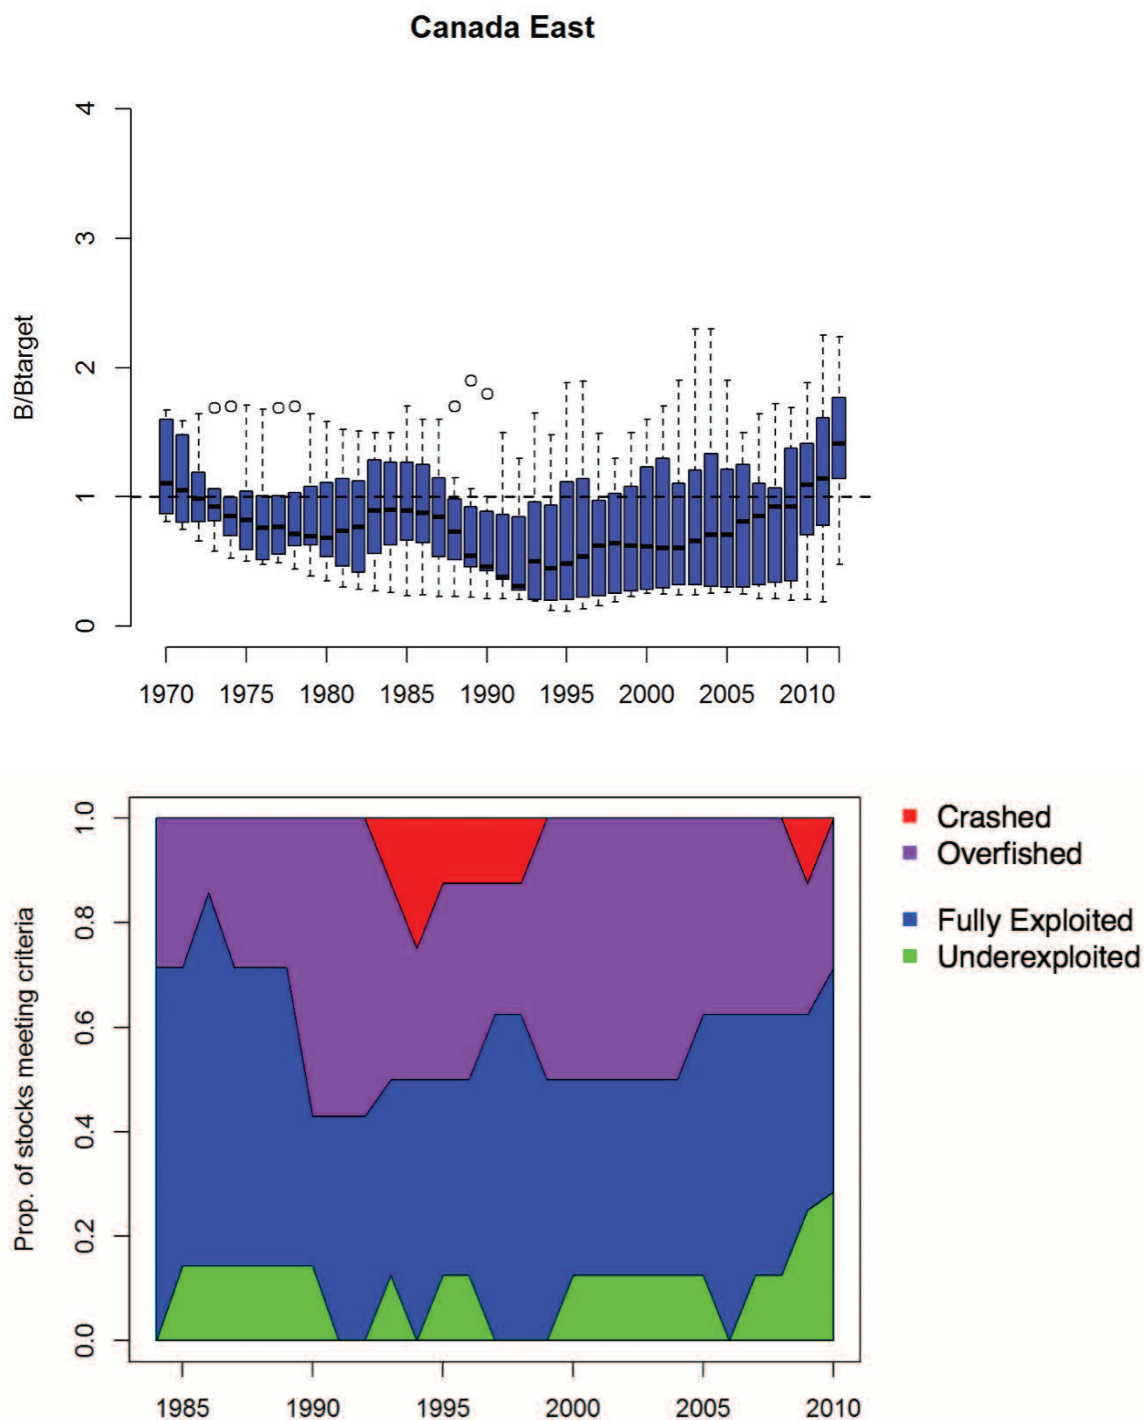 Canada East
4
3
2
1
0
B/Btarget
1970 1975 1980 1985 1990 1995 2000 2005 2010
1.0
0.8
0.6
0.4
0.2
0.0
Prop. of stocks meeting criteria
1985 1990 1995 2000 2005 2010
Crashed
Overfished
Fully Exploited
Underexploited